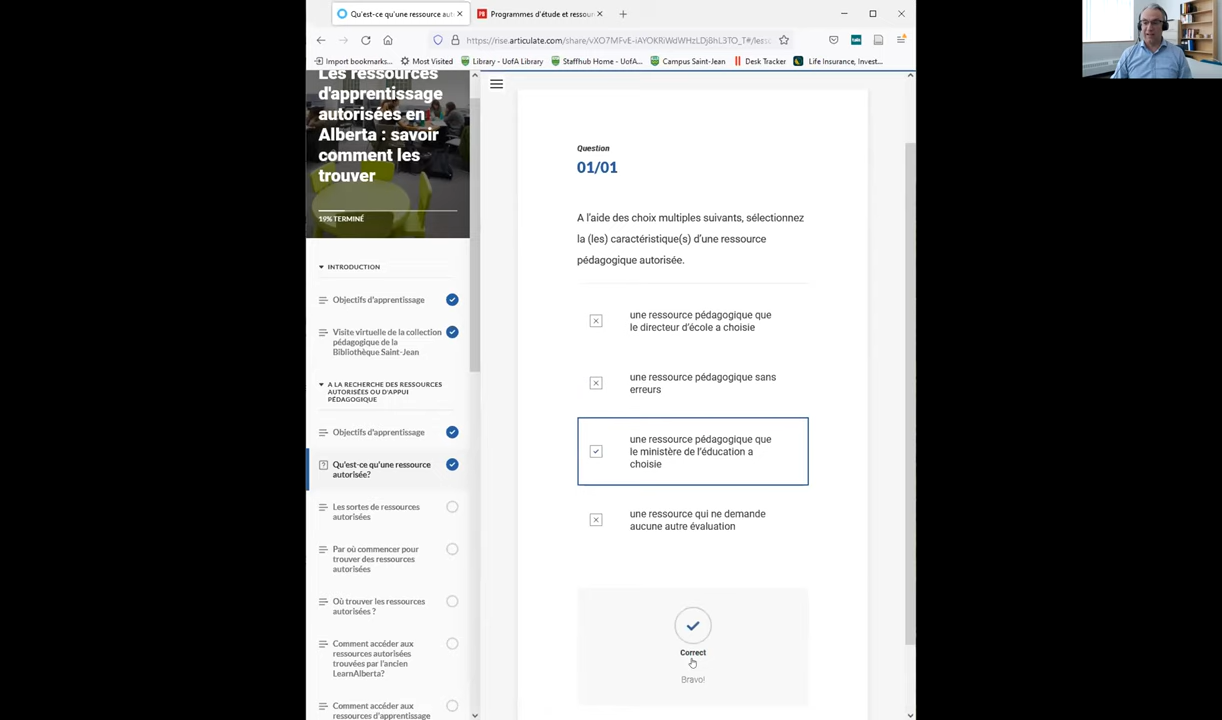 Qu'est-ce qu'une ressource aut
Programmes d'étude et ressour
https://rise.articulate.com/share/
Import bookmarks...
Most Visited
Library - UofA Library
Staffhub Home - UofA...
Campus Saint-Jean
Desk Tracker
Life Insurance, Invest...
Les ressources
d'apprentissage
autorisées en
Alberta : savoir
comment les
trouver
19% TERMINÉ
INTRODUCTION
Objectifs d'apprentissage
Visite virtuelle de la collection
pédagogique de la
Bibliothèque Saint-Jean
A LA RECHERCHE DES RESSOURCES
AUTORISÉES OU D'APPUI
PÉDAGOGIQUE
Objectifs d'apprentissage
Qu'est-ce qu'une ressource
autorisée?
Les sortes de ressources
autorisées
Par où commencer pour
trouver des ressources
autorisées
Où trouver les ressources
autorisées ?
Comment accéder aux
ressources autorisées
trouvées par l'ancien
LearnAlberta?
Comment accéder aux
ressources d'apprentissage
Question
01/01
A l'aide des choix multiples suivants, sélectionnez
la (les) caractéristique(s) d'une ressource
pédagogique autorisée.
une ressource pédagogique que
le directeur d'école a choisie
une ressource pédagogique sans
erreurs
une ressource pédagogique que
le ministère de l'éducation a
choisie
une ressource qui ne demande
aucune autre évaluation
Correct
Bravo!